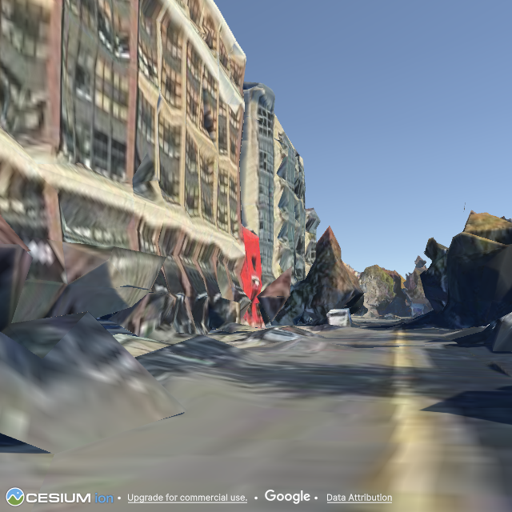 CESIUM ion • Upgrade for commercial use. • Google • Data Attribution